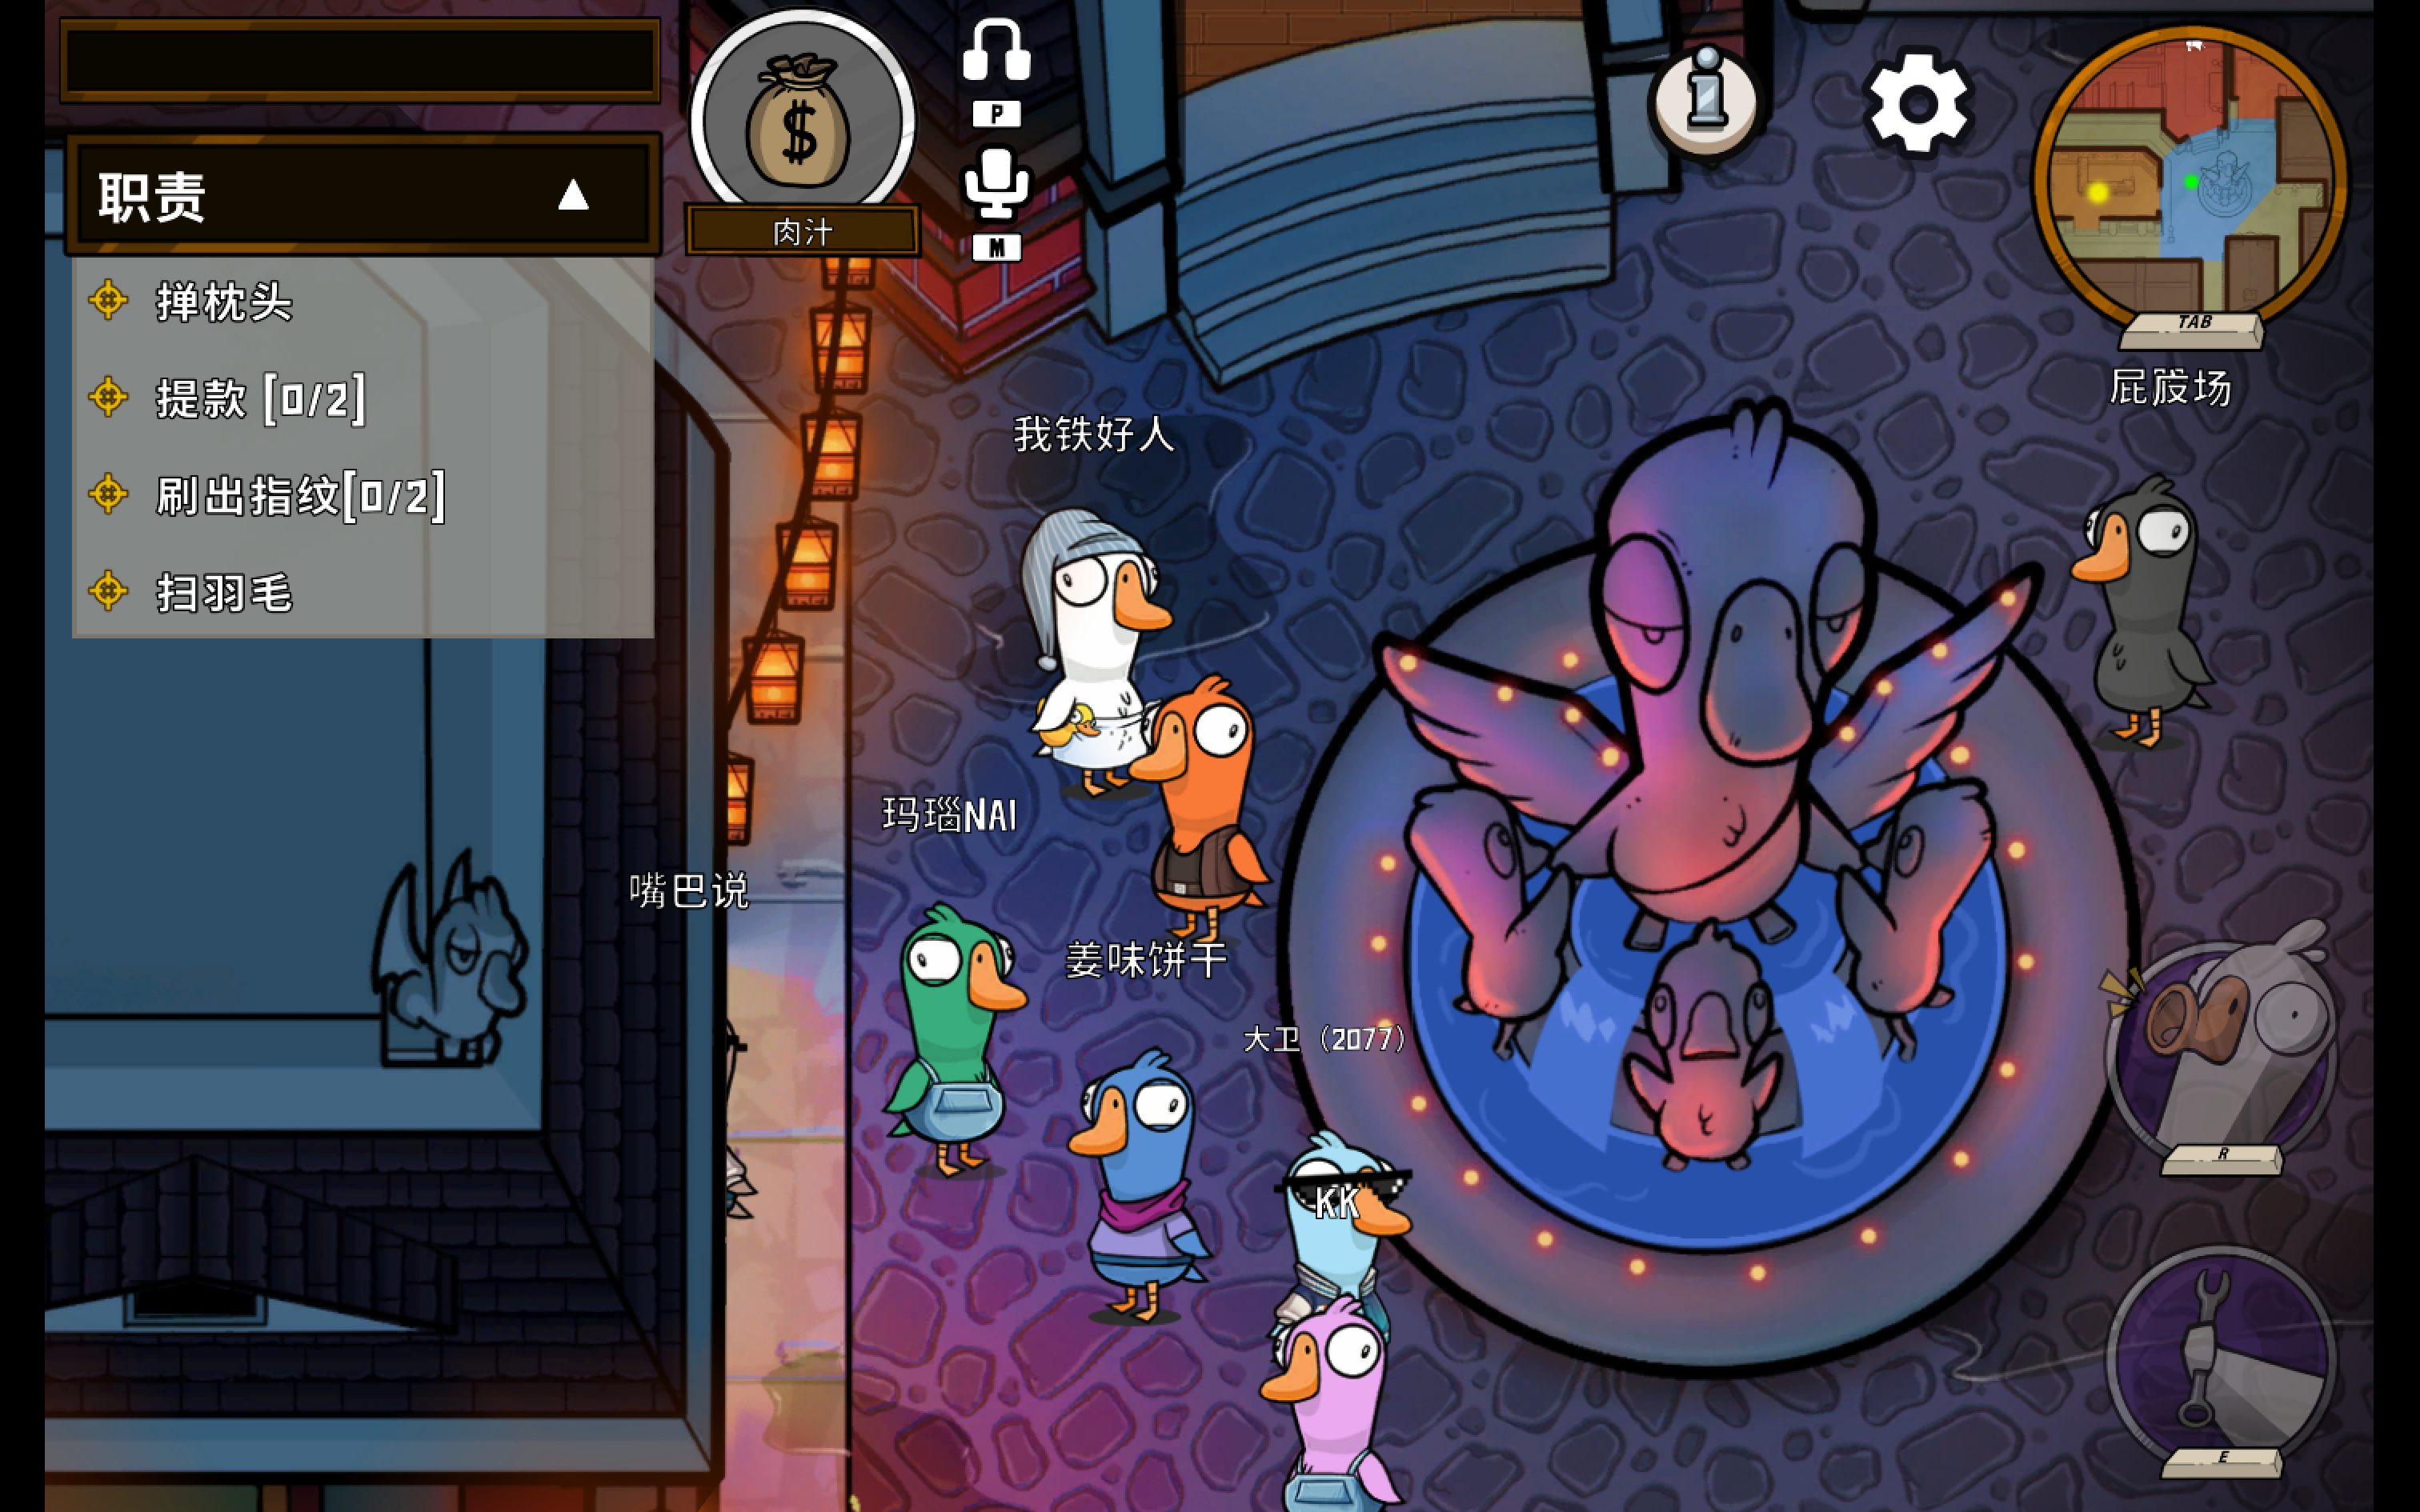 职责
掸枕头
提款 [0/2]
刷出指纹[0/2]
扫羽毛
肉汁
P
M
TAB
屁股场
我铁好人
玛瑙NAI
嘴巴说
姜味饼干
大卫（2077）
KK
R
E